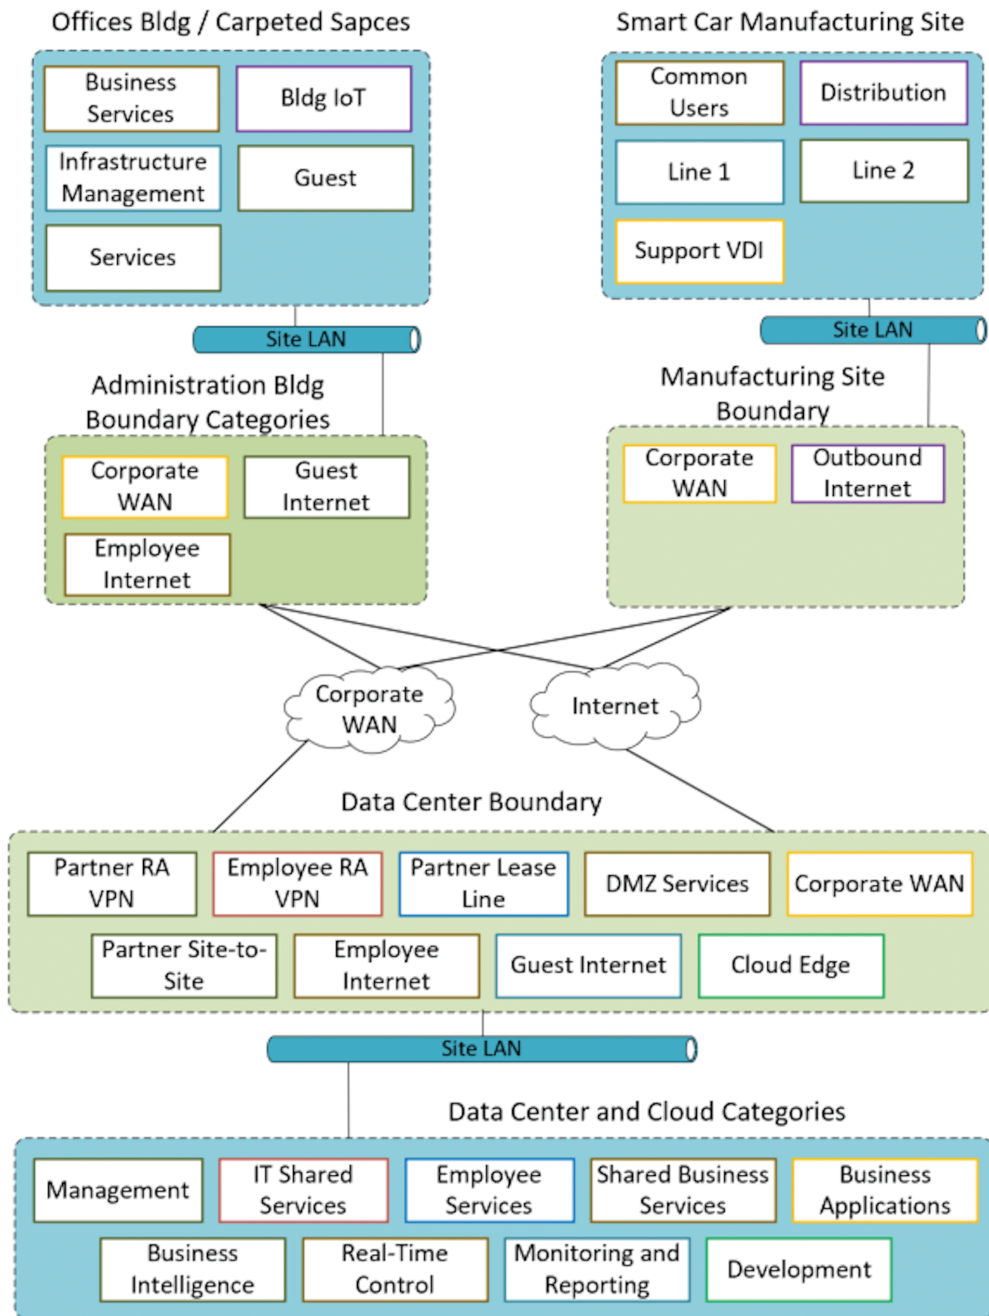 Offices Bldg / Carpeted Sapces
Business
Services
Bldg IoT
Infrastructure
Management
Guest
Services
Site LAN
Administration Bldg
Boundary Categories
Corporate
WAN
Guest
Internet
Employee
Internet
Smart Car Manufacturing Site
Common
Users
Distribution
Line 1
Line 2
Support VDI
Site LAN
Manufacturing Site
Boundary
Corporate
WAN
Outbound
Internet
Corporate
WAN
Internet
Data Center Boundary
Partner RA
VPN
Employee RA
VPN
Partner Lease
Line
DMZ Services
Corporate WAN
Partner Site-to-
Site
Employee
Internet
Guest Internet
Cloud Edge
Site LAN
Data Center and Cloud Categories
Management
IT Shared
Services
Employee
Services
Shared Business
Services
Business
Applications
Business
Intelligence
Real-Time
Control
Monitoring and
Reporting
Development